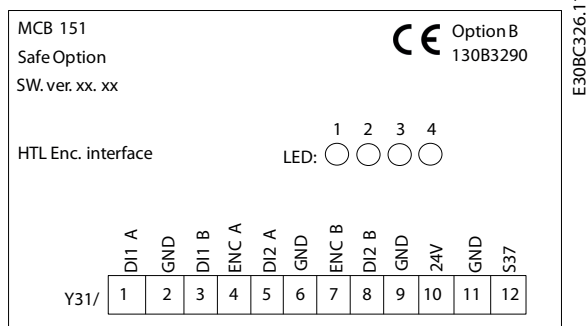 MCB 151
Safe Option
SW. ver. xx. xx
CE Option B
130B3290
HTL Enc. interface
1 2 3 4
LED:
DI1 A GND DI1 B ENC A DI2 A GND ENC B DI2 B GND 24V GND S37
Y31/ 1 2 3 4 5 6 7 8 9 10 11 12